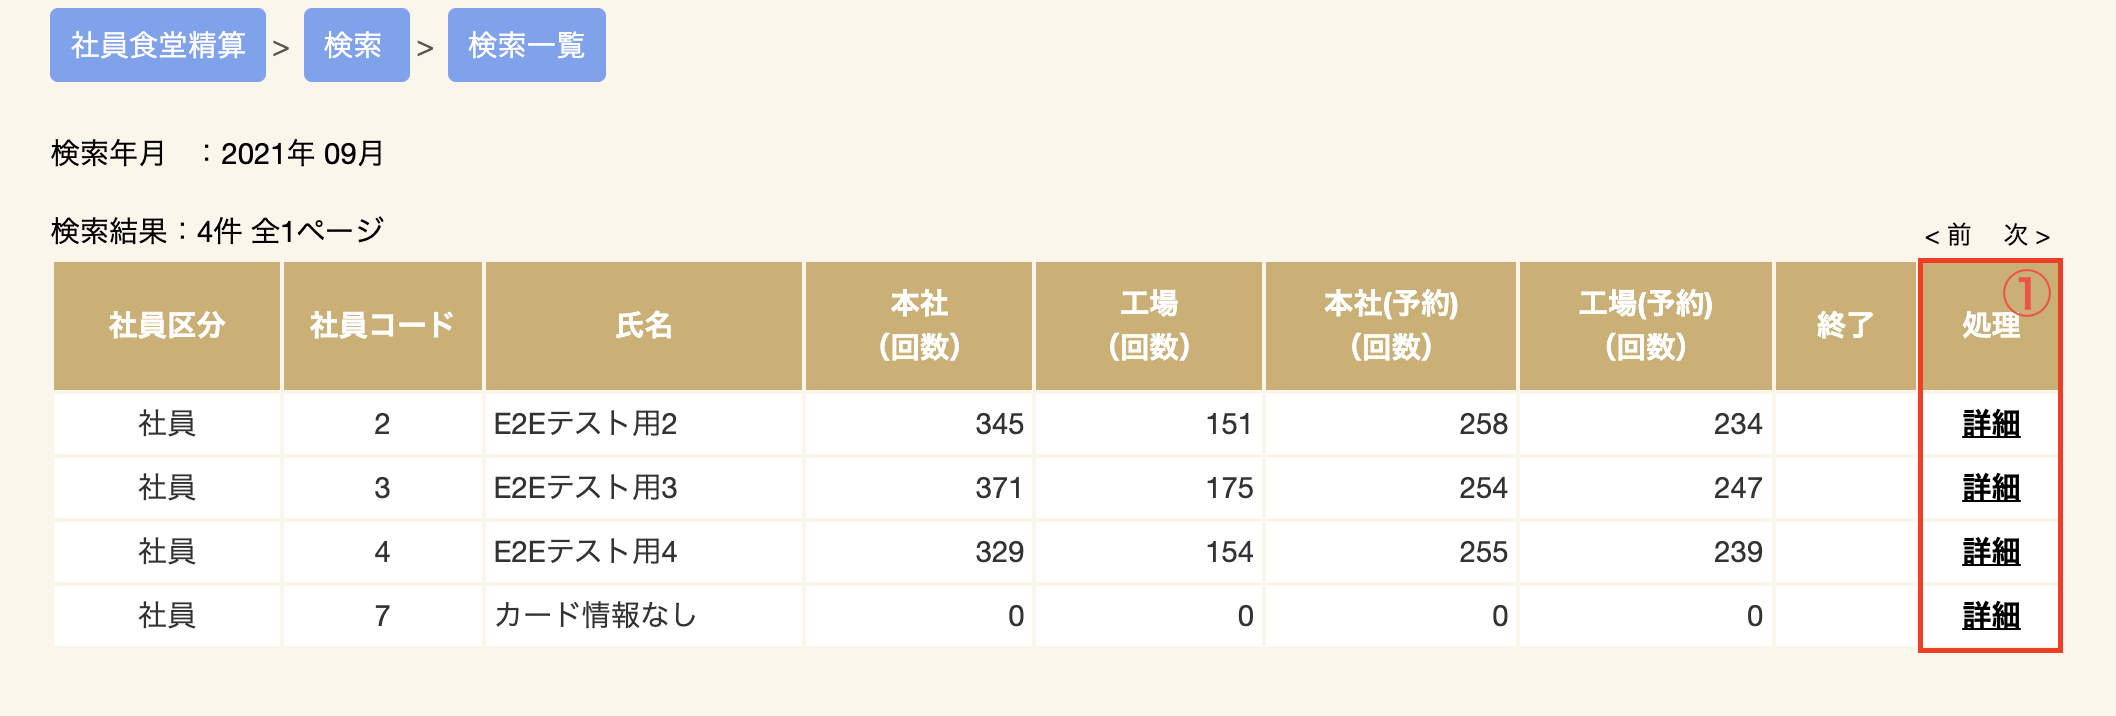 社員食堂精算 > 検索 > 検索一覧
検索年月　：2021年 09月
検索結果：4件 全1ページ
< 前　次 >
社員区分 社員コード 氏名 本社（回数） 工場（回数） 本社(予約)（回数） 工場(予約)（回数） 終了 処理 ①
社員 2 E2Eテスト用2 345 151 258 234 詳細
社員 3 E2Eテスト用3 371 175 254 247 詳細
社員 4 E2Eテスト用4 329 154 255 239 詳細
社員 7 カード情報なし 0 0 0 0 詳細